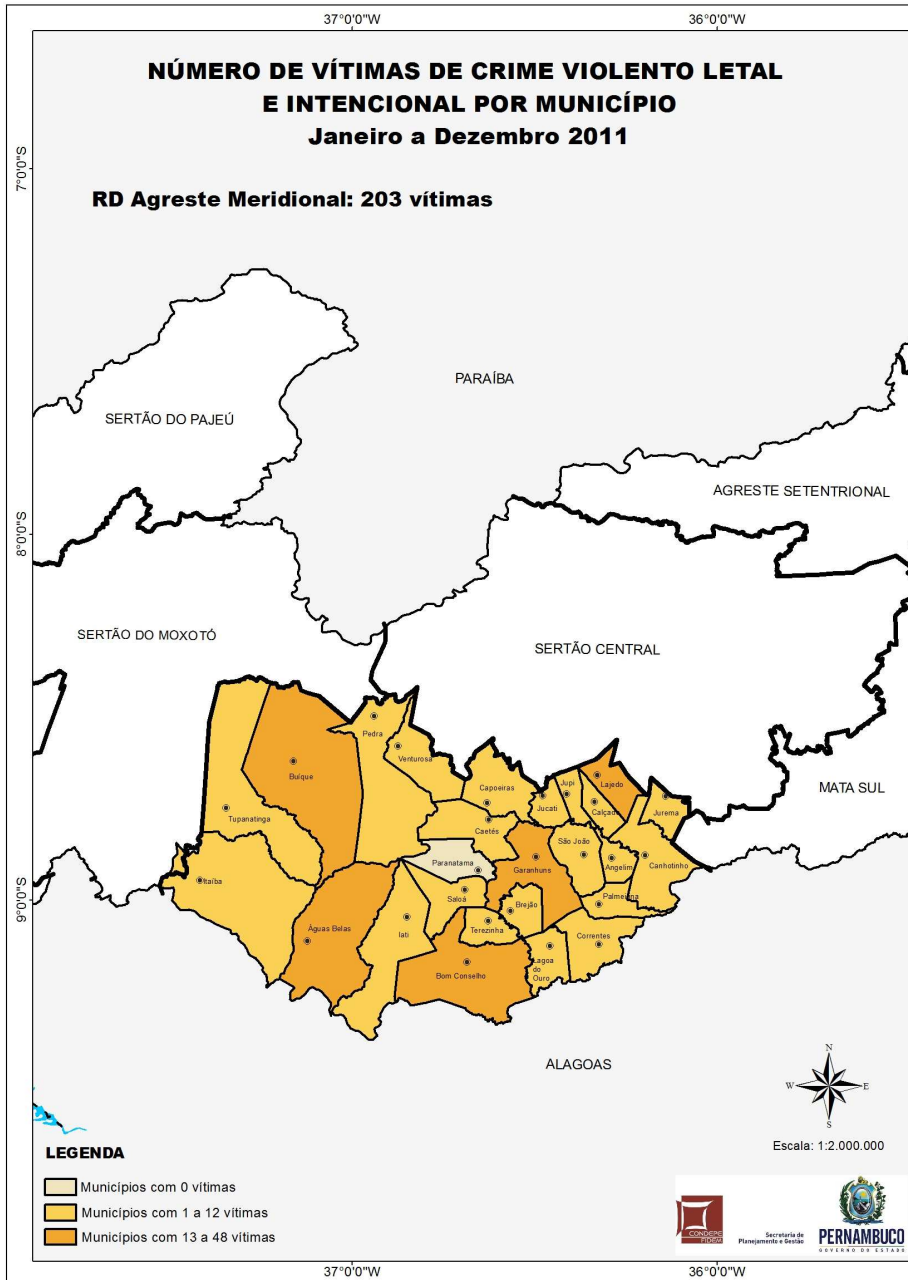 37°0'0"W
36°0'0"W
NÚMERO DE VÍTIMAS DE CRIME VIOLENTO LETAL
E INTENCIONAL POR MUNICÍPIO
Janeiro a Dezembro 2011
7°0'0"S
RD Agreste Meridional: 203 vítimas
PARAÍBA
SERTÃO DO PAJEÚ
AGRESTE SETENTRIONAL
8°0'0"S
SERTÃO DO MOXOTÓ
SERTÃO CENTRAL
Pedra
Venturosa
Buíque
MATA SUL
Capoeiras
Jupi
Lajedo
Jucati
Calçado
Jurema
Tupanatinga
Caetés
São João
Paranatama
Garanhuns
Angelim
Canhotinho
Itaíba
9°0'0"S
Saloá
Brejão
Palmeirina
Águas Belas
Iati
Terezinha
Correntes
Lagoa
do
Ouro
Bom Conselho
ALAGOAS
N
W
E
S
Escala: 1:2.000.000
LEGENDA
Municípios com 0 vítimas
Municípios com 1 a 12 vítimas
Municípios com 13 a 48 vítimas
CONDEPE
FIDEM
Secretaria de
Planejamento e Gestão
PERNAMBUCO
GOVERNO DO ESTADO
37°0'0"W
36°0'0"W